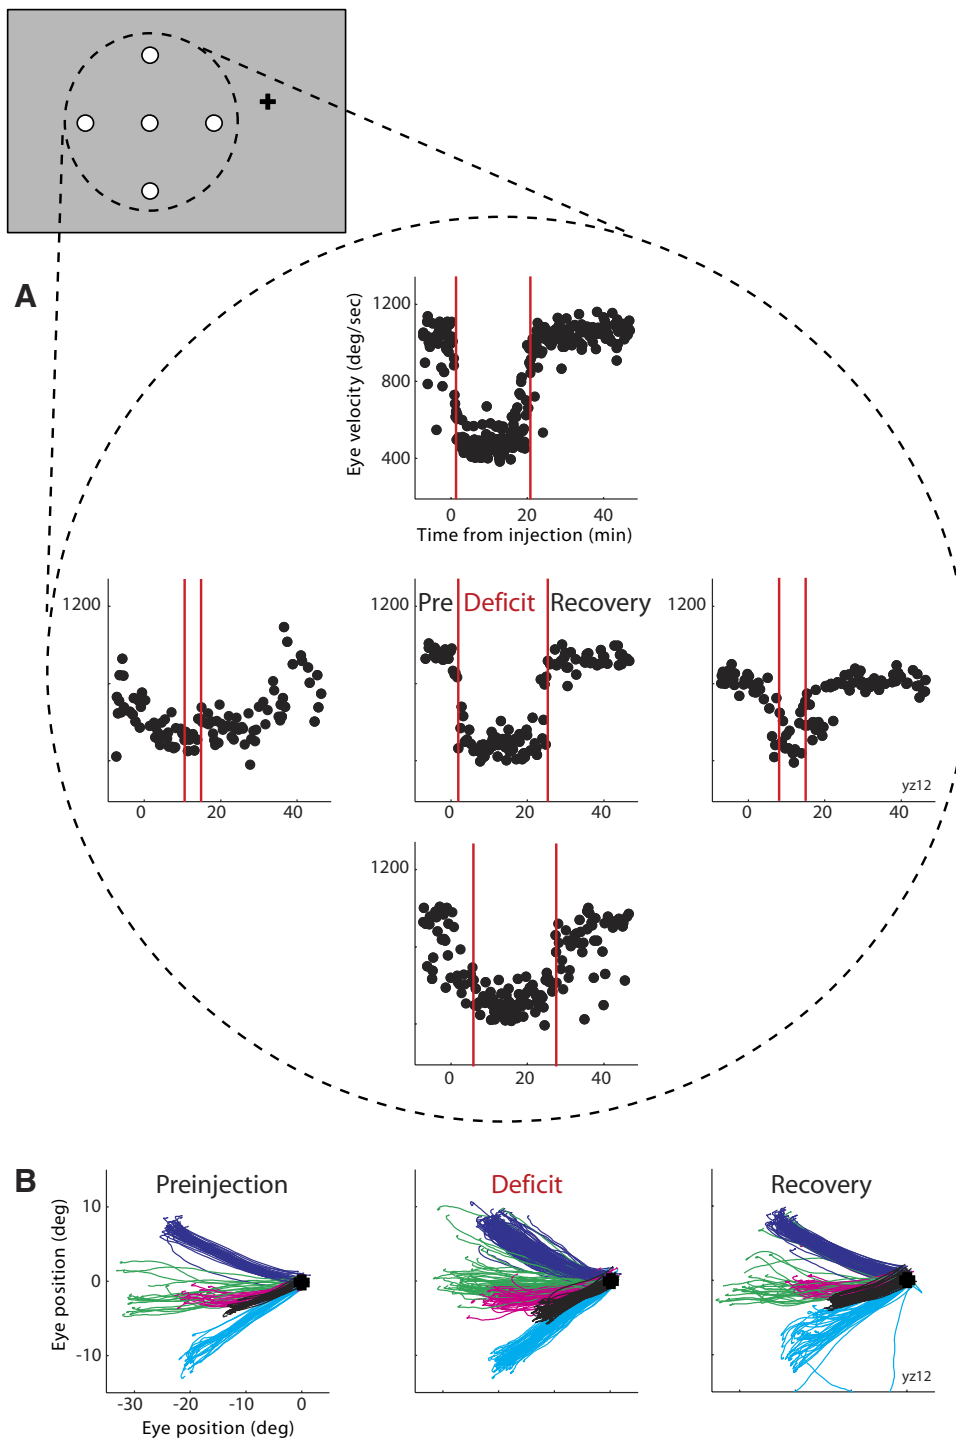 A
Eye velocity (deg/sec)
1200
800
400
0 20 40
Time from injection (min)
1200
0 20 40
1200
Pre Deficit Recovery
0 20 40
1200
yz12
0 20 40
1200
0 20 40
B
Preinjection
Deficit
Recovery
Eye position (deg)
10
0
-10
yz12
-30 -20 -10 0
Eye position (deg)